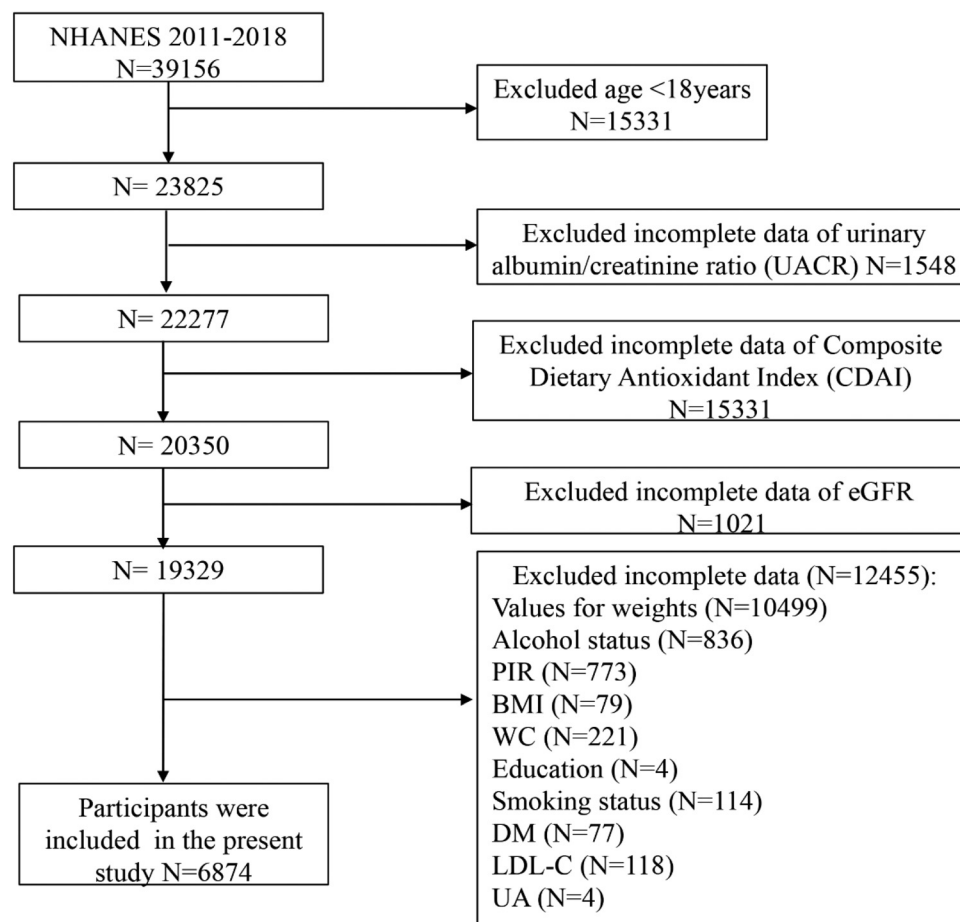 NHANES 2011-2018
N=39156
Excluded age <18years
N=15331
N= 23825
Excluded incomplete data of urinary
albumin/creatinine ratio (UACR) N=1548
N= 22277
Excluded incomplete data of Composite
Dietary Antioxidant Index (CDAI)
N=15331
N= 20350
Excluded incomplete data of eGFR
N=1021
N= 19329
Excluded incomplete data (N=12455):
Values for weights (N=10499)
Alcohol status (N=836)
PIR (N=773)
BMI (N=79)
WC (N=221)
Education (N=4)
Smoking status (N=114)
DM (N=77)
LDL-C (N=118)
UA (N=4)
Participants were
included in the present
study N=6874